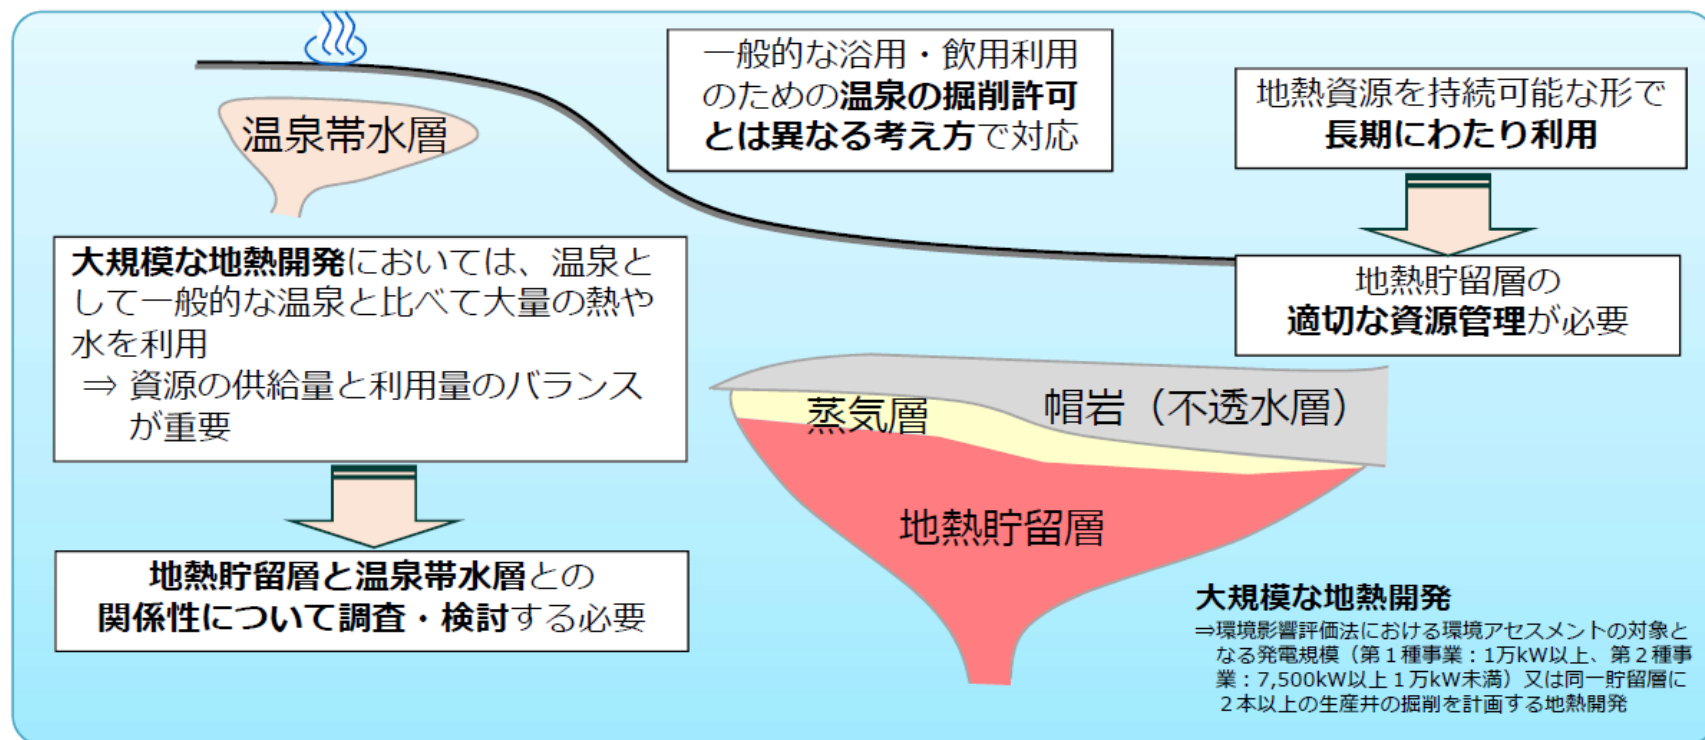 一般的な浴用・飲用利用
のための温泉の掘削許可
とは異なる考え方で対応
地熱資源を持続可能な形で
長期にわたり利用
温泉帯水層
大規模な地熱開発においては、温泉と
して一般的な温泉と比べて大量の熱や
水を利用
⇒ 資源の供給量と利用量のバランス
が重要
地熱貯留層の
適切な資源管理が必要
帽岩（不透水層）
蒸気層
地熱貯留層
地熱貯留層と温泉帯水層との
関係性について調査・検討する必要
大規模な地熱開発
⇒環境影響評価法における環境アセスメントの対象と
なる発電規模（第１種事業：1万kW以上、第２種事
業：7,500kW以上１万kW未満）又は同一貯留層に
２本以上の生産井の掘削を計画する地熱開発